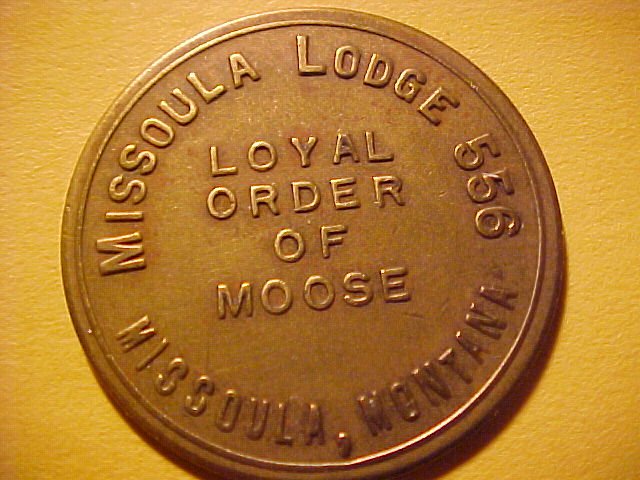 MISSOULA LODGE 556
LOYAL
ORDER
OF
MOOSE
MISSOULA, MONTANA